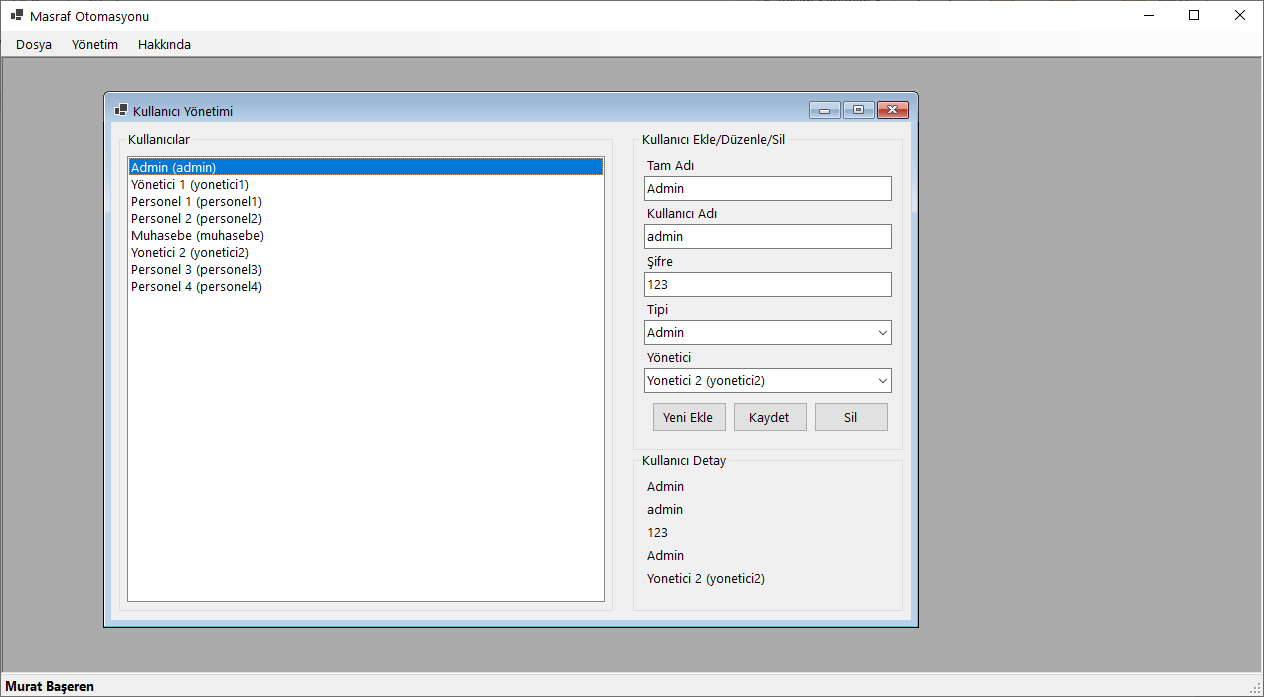 Masraf Otomasyonu
Dosya Yönetim Hakkında
Kullanıcı Yönetimi
Kullanıcılar
Admin (admin)
Yönetici 1 (yonetici1)
Personel 1 (personel1)
Personel 2 (personel2)
Muhasebe (muhasebe)
Yonetici 2 (yonetici2)
Personel 3 (personel3)
Personel 4 (personel4)
Kullanıcı Ekle/Düzenle/Sil
Tam Adı
Admin
Kullanıcı Adı
admin
Şifre
123
Tipi
Admin
Yönetici
Yonetici 2 (yonetici2)
Yeni Ekle Kaydet Sil
Kullanıcı Detay
Admin
admin
123
Admin
Yonetici 2 (yonetici2)
Murat Başeren